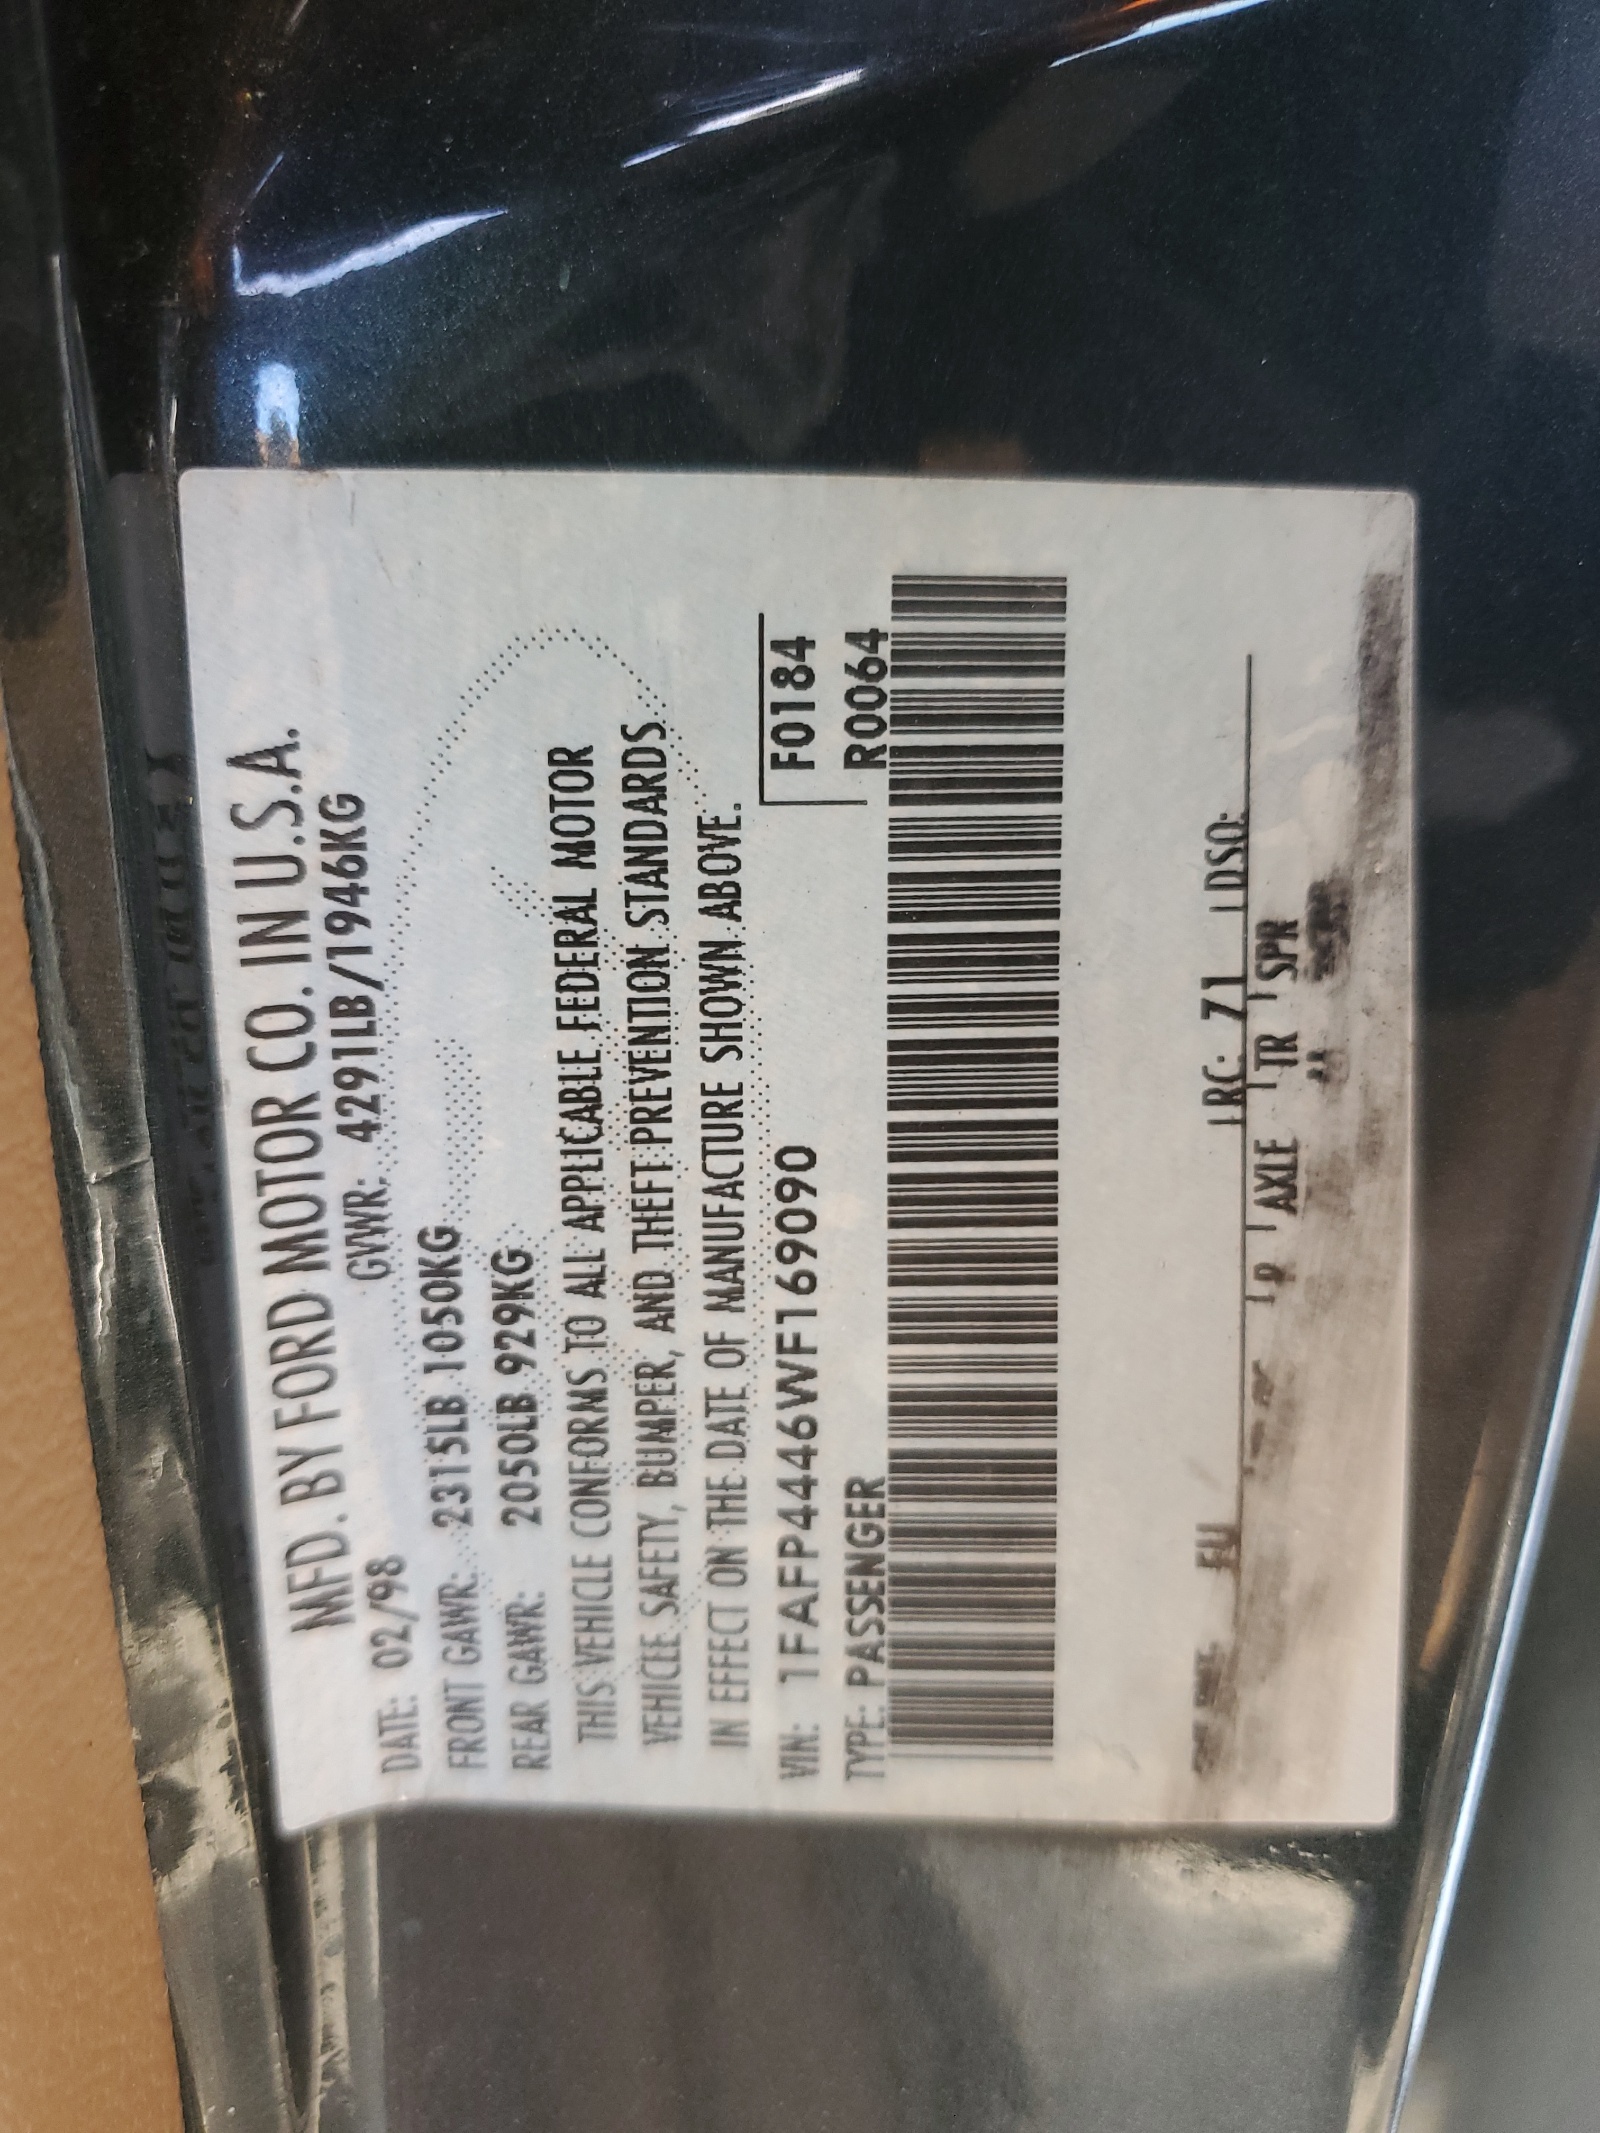 MFD. BY FORD MOTOR CO. IN U.S.A.
DATE: 02/98 GVWR: 4291LB/1946KG
FRONT GAWR: 2315LB 1050KG
REAR GAWR: 2050LB 929KG
THIS VEHICLE CONFORMS TO ALL APPLICABLE FEDERAL MOTOR
VEHICLE SAFETY, BUMPER, AND THEFT PREVENTION STANDARDS
IN EFFECT ON THE DATE OF MANUFACTURE SHOWN ABOVE.
VIN: 1FAFP4446WF169090 F0184
TYPE: PASSENGER R0064
FU RC: 71 DSO:
R AXLE TR SPR